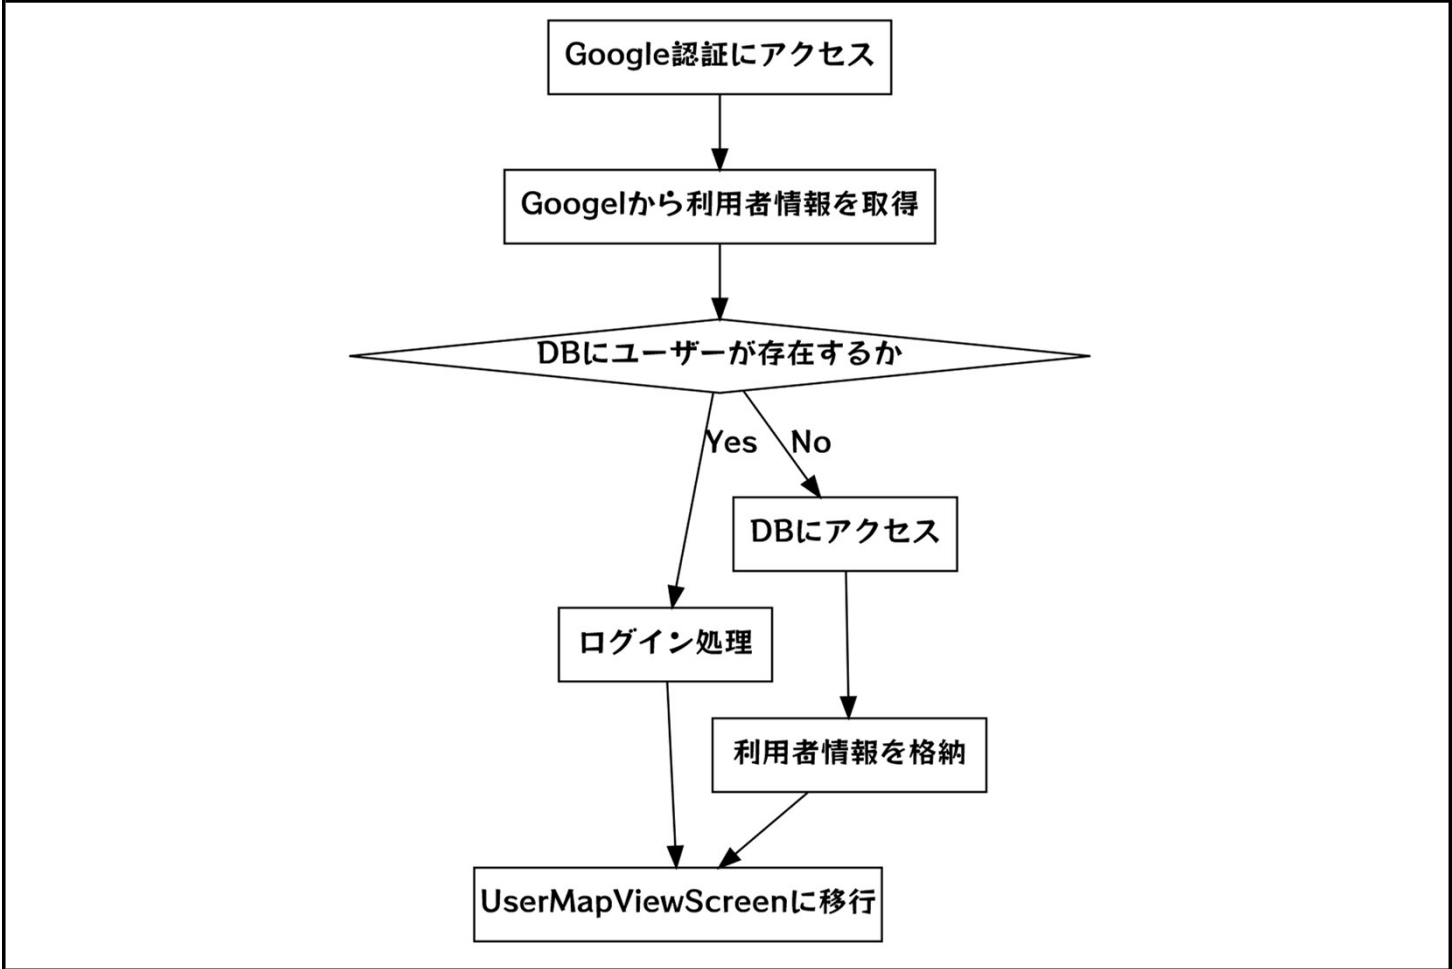 Google認証にアクセス
Googelから利用者情報を取得
DBにユーザーが存在するか
Yes
No
DBにアクセス
ログイン処理
利用者情報を格納
UserMapViewScreenに移行